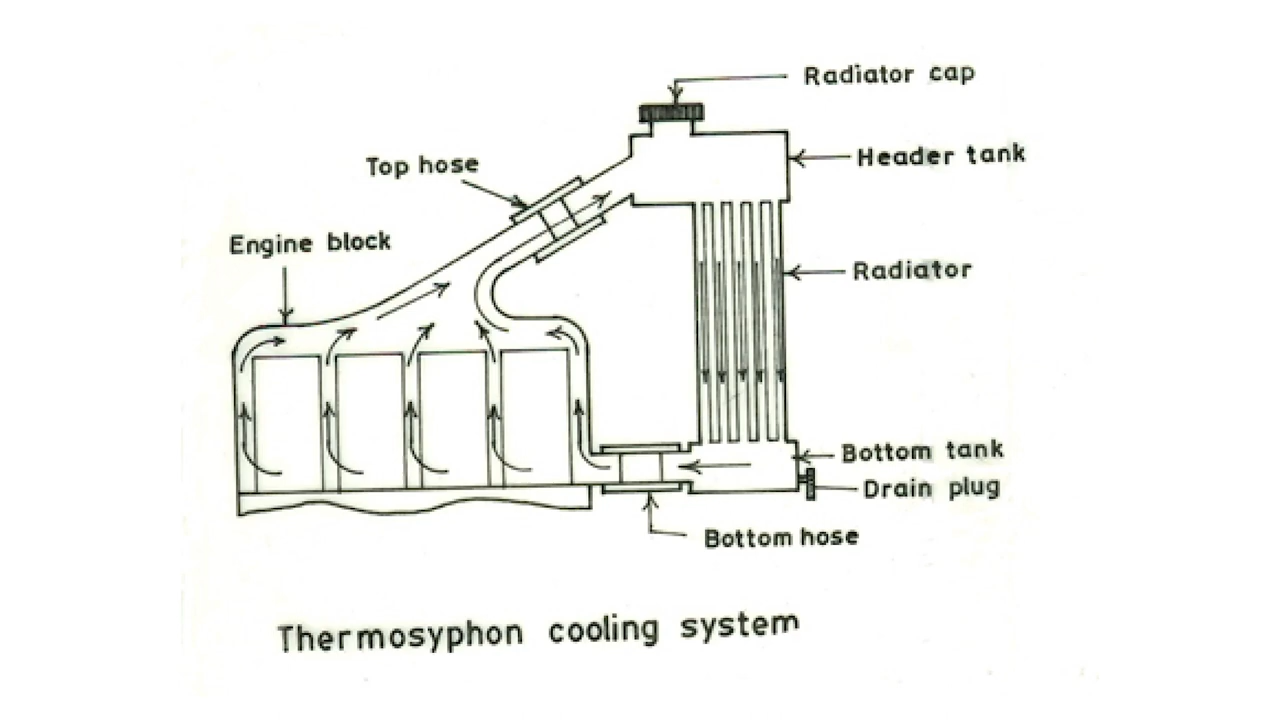 Radiator cap
Header tank
Top hose
Engine block
Radiator
Bottom tank
Drain plug
Bottom hose
Thermosyphon cooling system